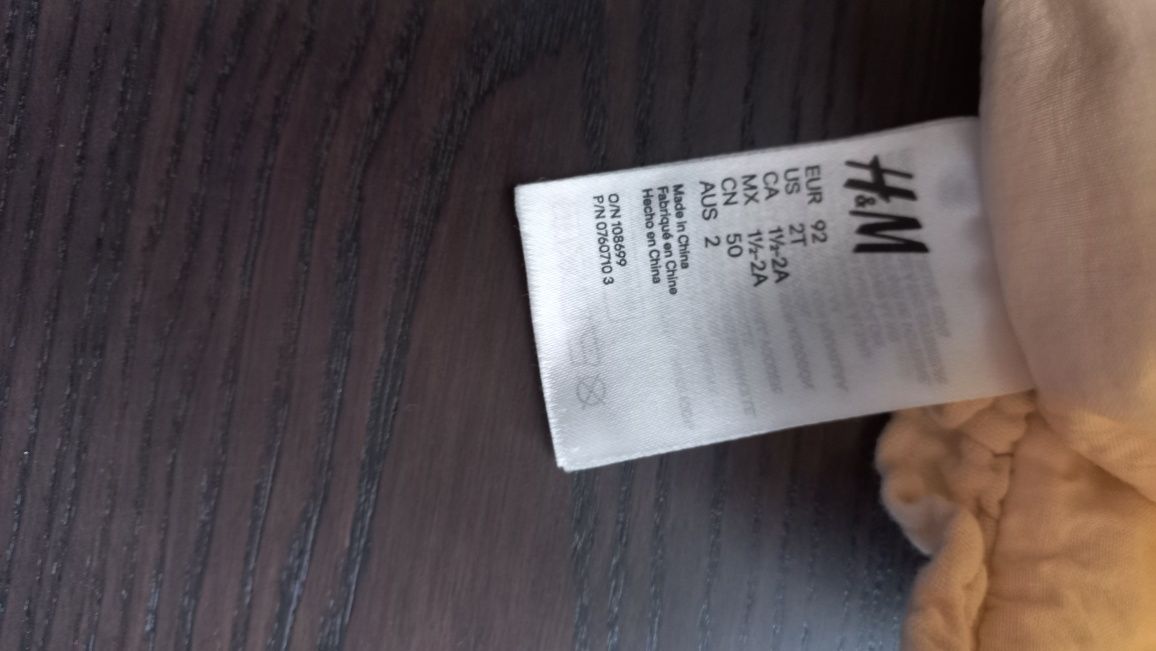 H&M
EUR 92
US 2T
CA 1½-2A
MX 1½-2A
CN 50
AUS 2
Made in China
Fabriqué en Chine
Hecho en China
O/N 108699
P/N 0760710 3